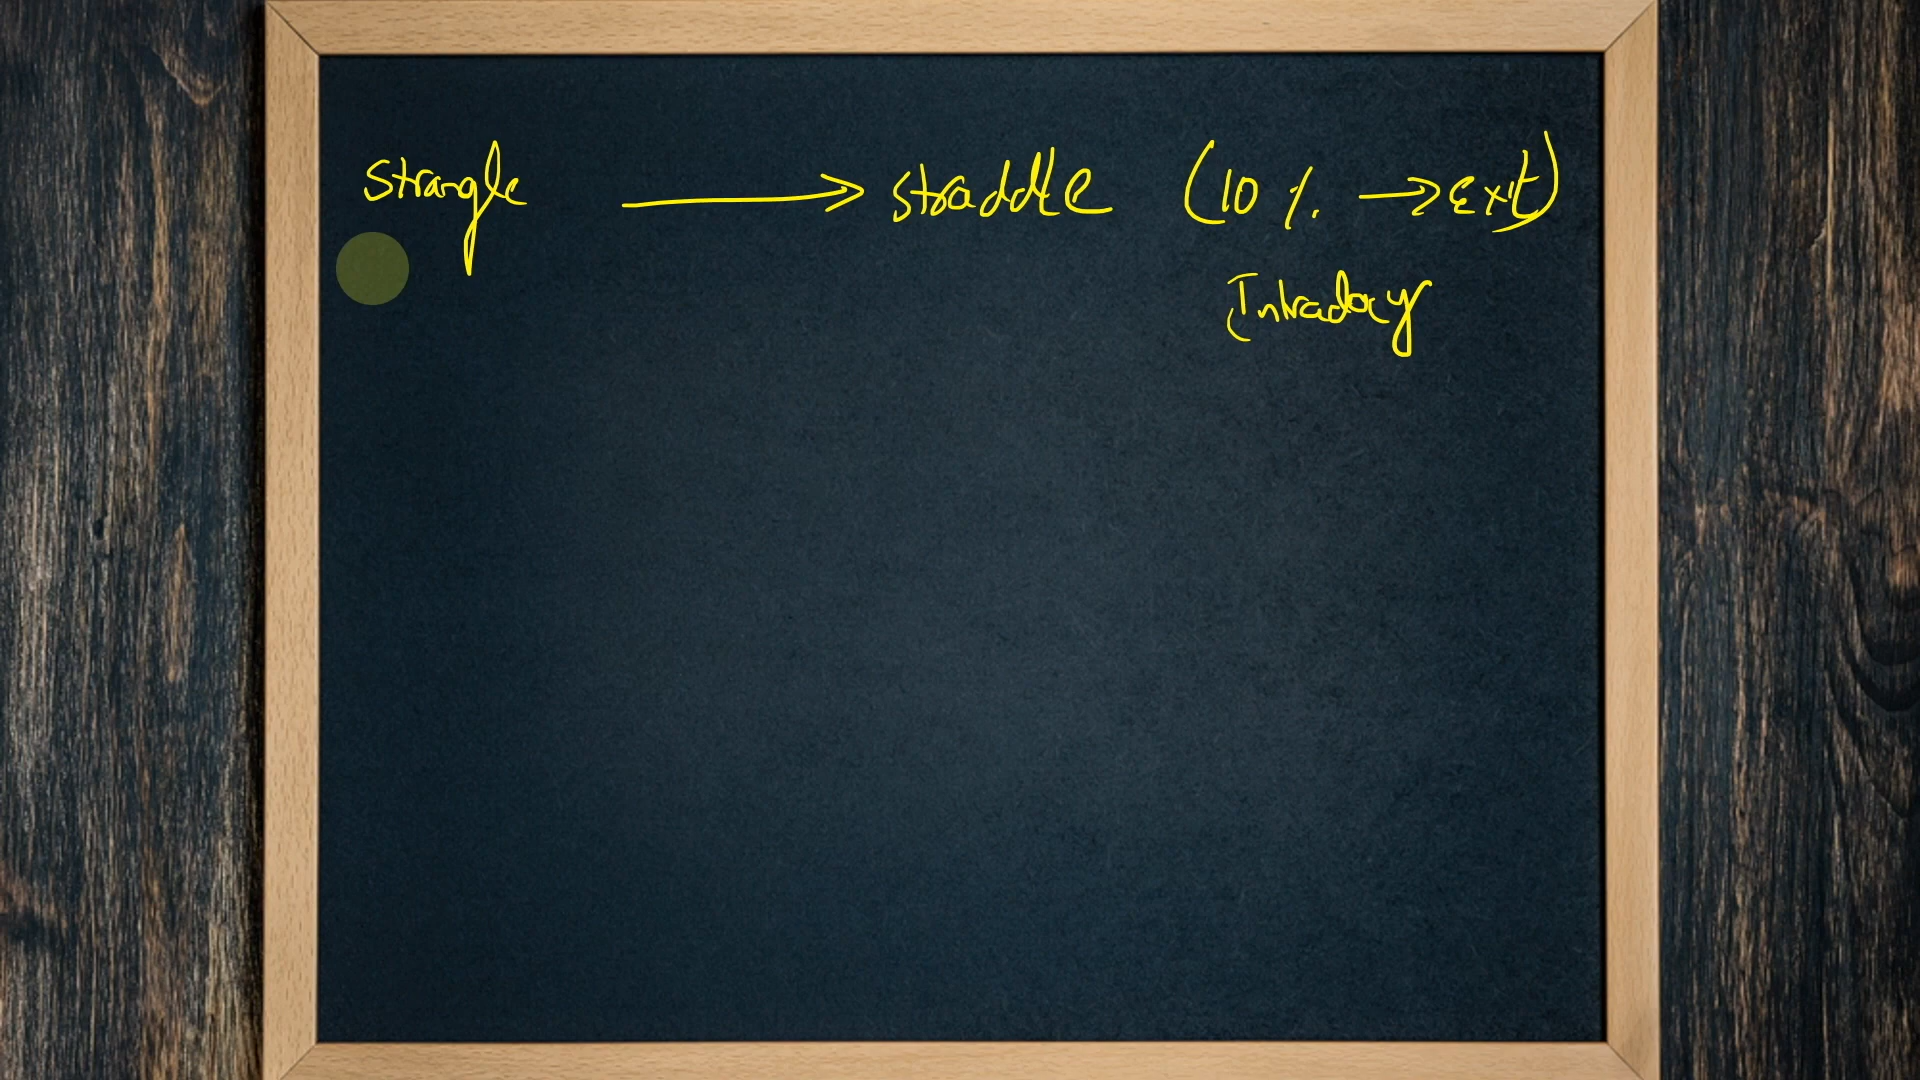 Strangle → straddle (10 % → Exit)
Intraday